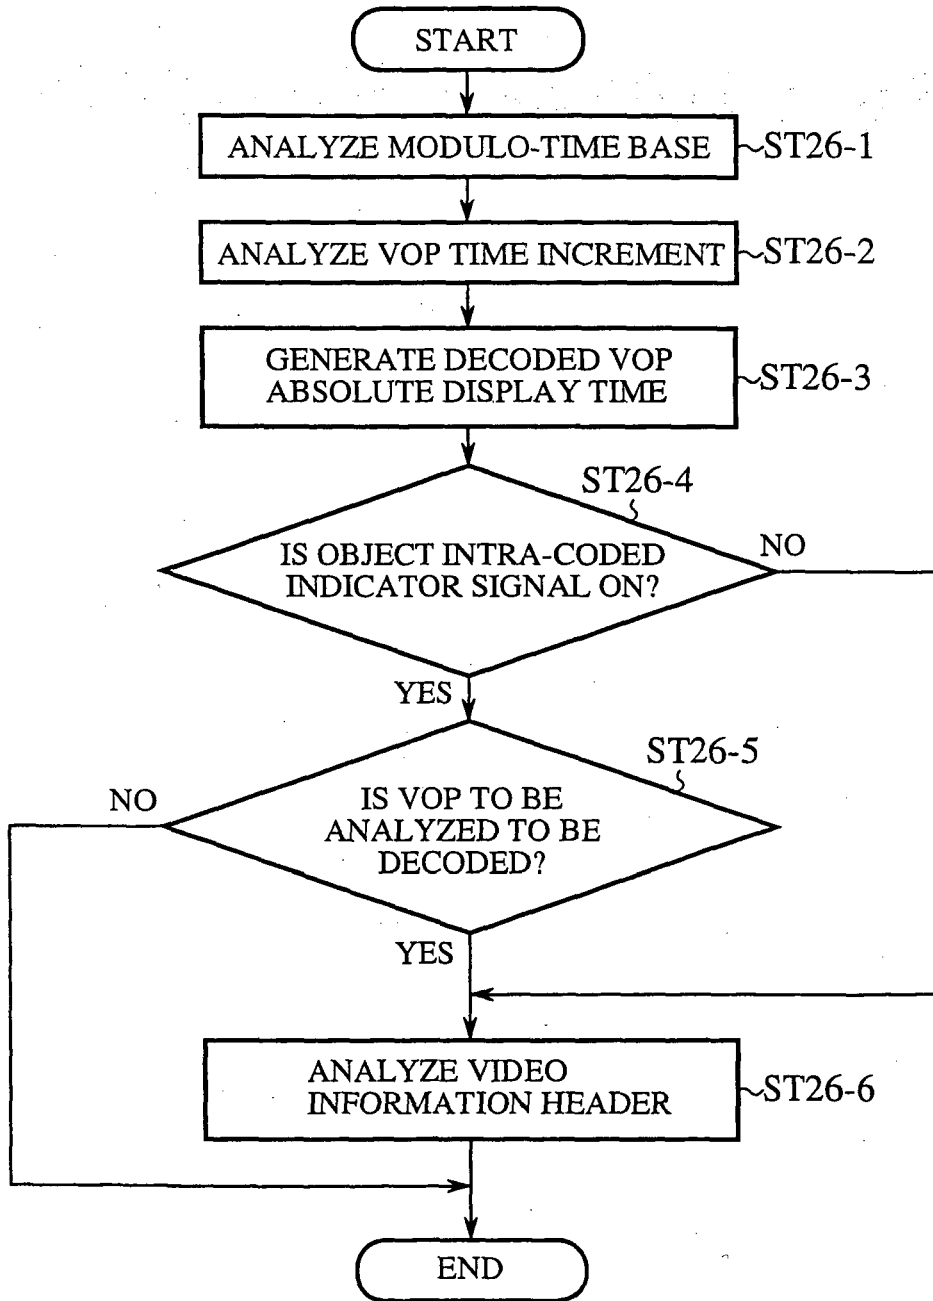 START
ANALYZE MODULO-TIME BASE
ST26-1
ANALYZE VOP TIME INCREMENT
ST26-2
GENERATE DECODED VOP
ABSOLUTE DISPLAY TIME
ST26-3
ST26-4
IS OBJECT INTRA-CODED
INDICATOR SIGNAL ON?
NO
YES
ST26-5
NO
IS VOP TO BE
ANALYZED TO BE
DECODED?
YES
ANALYZE VIDEO
INFORMATION HEADER
ST26-6
END